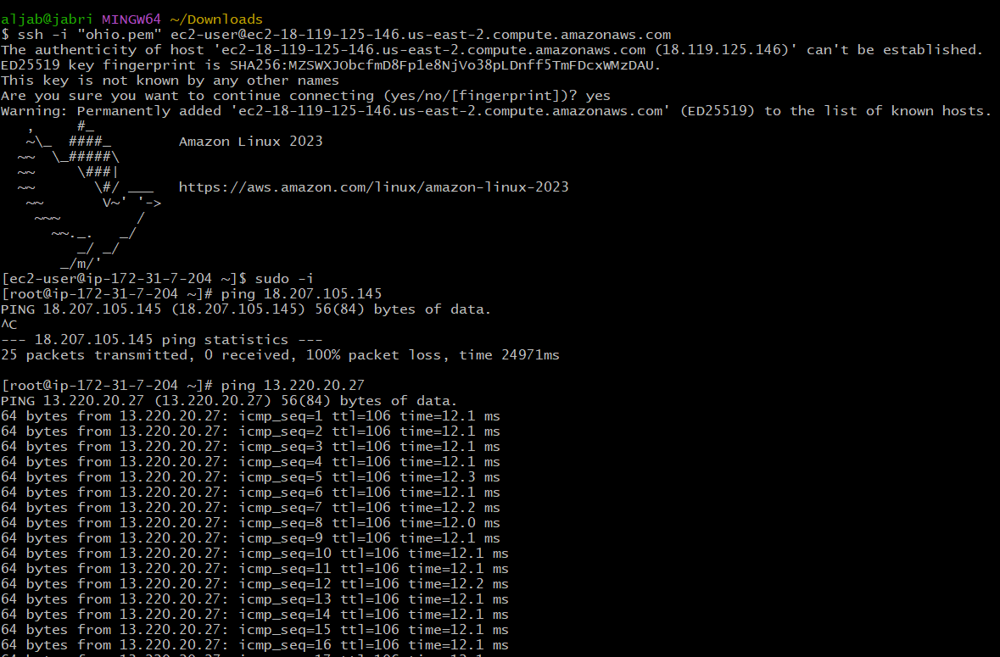 aljab@jabri MINGW64 ~/Downloads
$ ssh -i "ohio.pem" ec2-user@ec2-18-119-125-146.us-east-2.compute.amazonaws.com
The authenticity of host 'ec2-18-119-125-146.us-east-2.compute.amazonaws.com (18.119.125.146)' can't be established.
ED25519 key fingerprint is SHA256:MZSWXJObcfmD8Fp1e8NjVo38pLDnff5TmFDcxWMzDAU.
This key is not known by any other names
Are you sure you want to continue connecting (yes/no/[fingerprint])? yes
Warning: Permanently added 'ec2-18-119-125-146.us-east-2.compute.amazonaws.com' (ED25519) to the list of known hosts.
   ,     #_
   ~\_  ####_        Amazon Linux 2023
  ~~  \_#####\
  ~~     \###|
  ~~       \#/ ___   https://aws.amazon.com/linux/amazon-linux-2023
   ~~       V~' '->
    ~~~         /
      ~~._.   _/
         _/ _/
       _/m/'
[ec2-user@ip-172-31-7-204 ~]$ sudo -i
[root@ip-172-31-7-204 ~]# ping 18.207.105.145
PING 18.207.105.145 (18.207.105.145) 56(84) bytes of data.
^C
--- 18.207.105.145 ping statistics ---
25 packets transmitted, 0 received, 100% packet loss, time 24971ms
[root@ip-172-31-7-204 ~]# ping 13.220.20.27
PING 13.220.20.27 (13.220.20.27) 56(84) bytes of data.
64 bytes from 13.220.20.27: icmp_seq=1 ttl=106 time=12.1 ms
64 bytes from 13.220.20.27: icmp_seq=2 ttl=106 time=12.1 ms
64 bytes from 13.220.20.27: icmp_seq=3 ttl=106 time=12.1 ms
64 bytes from 13.220.20.27: icmp_seq=4 ttl=106 time=12.1 ms
64 bytes from 13.220.20.27: icmp_seq=5 ttl=106 time=12.3 ms
64 bytes from 13.220.20.27: icmp_seq=6 ttl=106 time=12.1 ms
64 bytes from 13.220.20.27: icmp_seq=7 ttl=106 time=12.2 ms
64 bytes from 13.220.20.27: icmp_seq=8 ttl=106 time=12.0 ms
64 bytes from 13.220.20.27: icmp_seq=9 ttl=106 time=12.1 ms
64 bytes from 13.220.20.27: icmp_seq=10 ttl=106 time=12.1 ms
64 bytes from 13.220.20.27: icmp_seq=11 ttl=106 time=12.1 ms
64 bytes from 13.220.20.27: icmp_seq=12 ttl=106 time=12.2 ms
64 bytes from 13.220.20.27: icmp_seq=13 ttl=106 time=12.1 ms
64 bytes from 13.220.20.27: icmp_seq=14 ttl=106 time=12.1 ms
64 bytes from 13.220.20.27: icmp_seq=15 ttl=106 time=12.1 ms
64 bytes from 13.220.20.27: icmp_seq=16 ttl=106 time=12.1 ms